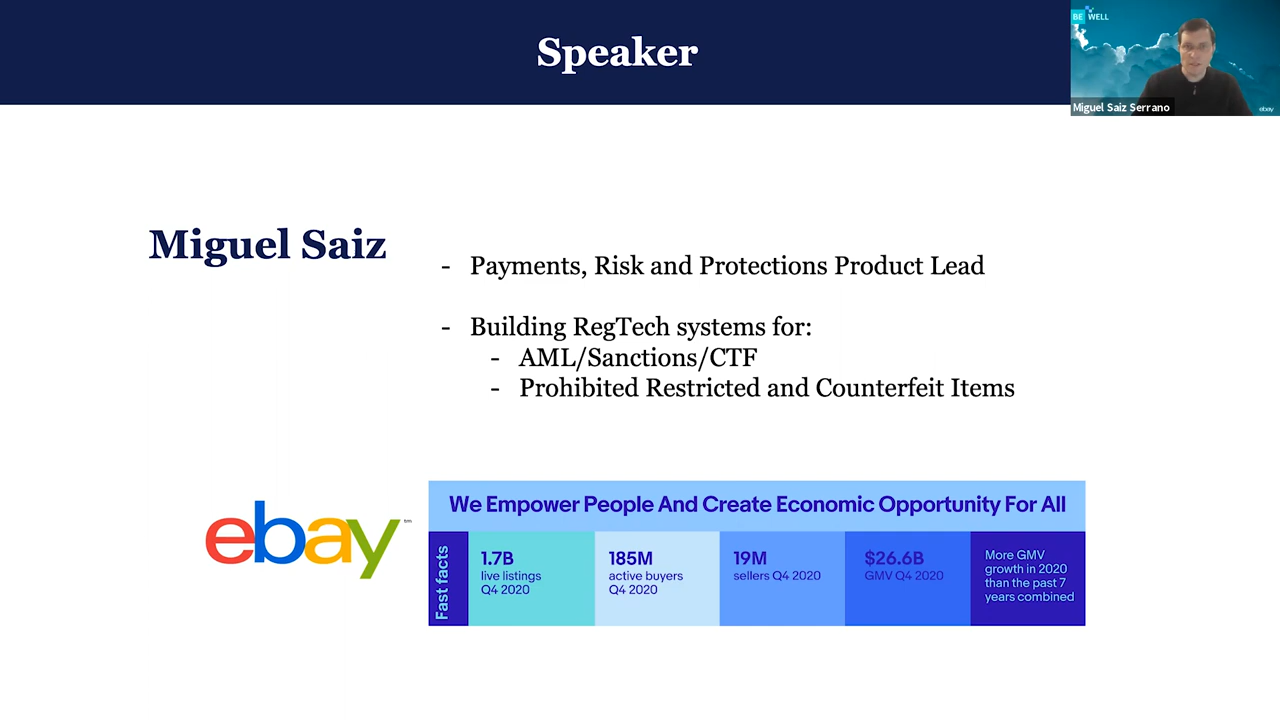 Speaker
BE WELL
Miguel Saiz Serrano
ebay
Miguel Saiz
- Payments, Risk and Protections Product Lead
- Building RegTech systems for:
- AML/Sanctions/CTF
- Prohibited Restricted and Counterfeit Items
ebay™
We Empower People And Create Economic Opportunity For All
Fast facts
1.7B
live listings
Q4 2020
185M
active buyers
Q4 2020
19M
sellers Q4 2020
$26.6B
GMV Q4 2020
More GMV
growth in 2020
than the past 7
years combined